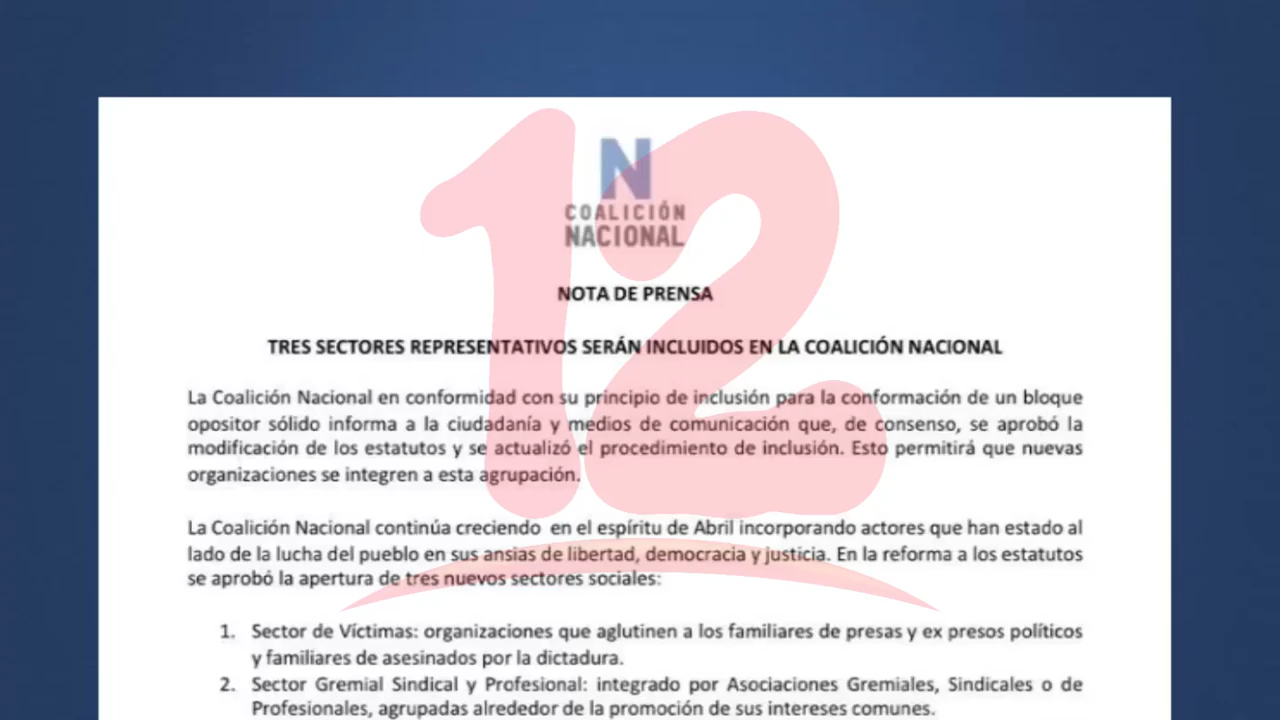 12
N
COALICIÓN
NACIONAL
NOTA DE PRENSA
TRES SECTORES REPRESENTATIVOS SERÁN INCLUIDOS EN LA COALICIÓN NACIONAL
La Coalición Nacional en conformidad con su principio de inclusión para la conformación de un bloque
opositor sólido informa a la ciudadanía y medios de comunicación que, de consenso, se aprobó la
modificación de los estatutos y se actualizó el procedimiento de inclusión. Esto permitirá que nuevas
organizaciones se integren a esta agrupación.
La Coalición Nacional continúa creciendo en el espíritu de Abril incorporando actores que han estado al
lado de la lucha del pueblo en sus ansias de libertad, democracia y justicia. En la reforma a los estatutos
se aprobó la apertura de tres nuevos sectores sociales:
1. Sector de Víctimas: organizaciones que aglutinen a los familiares de presas y ex presos políticos
y familiares de asesinados por la dictadura.
2. Sector Gremial Sindical y Profesional: integrado por Asociaciones Gremiales, Sindicales o de
Profesionales, agrupadas alrededor de la promoción de sus intereses comunes.